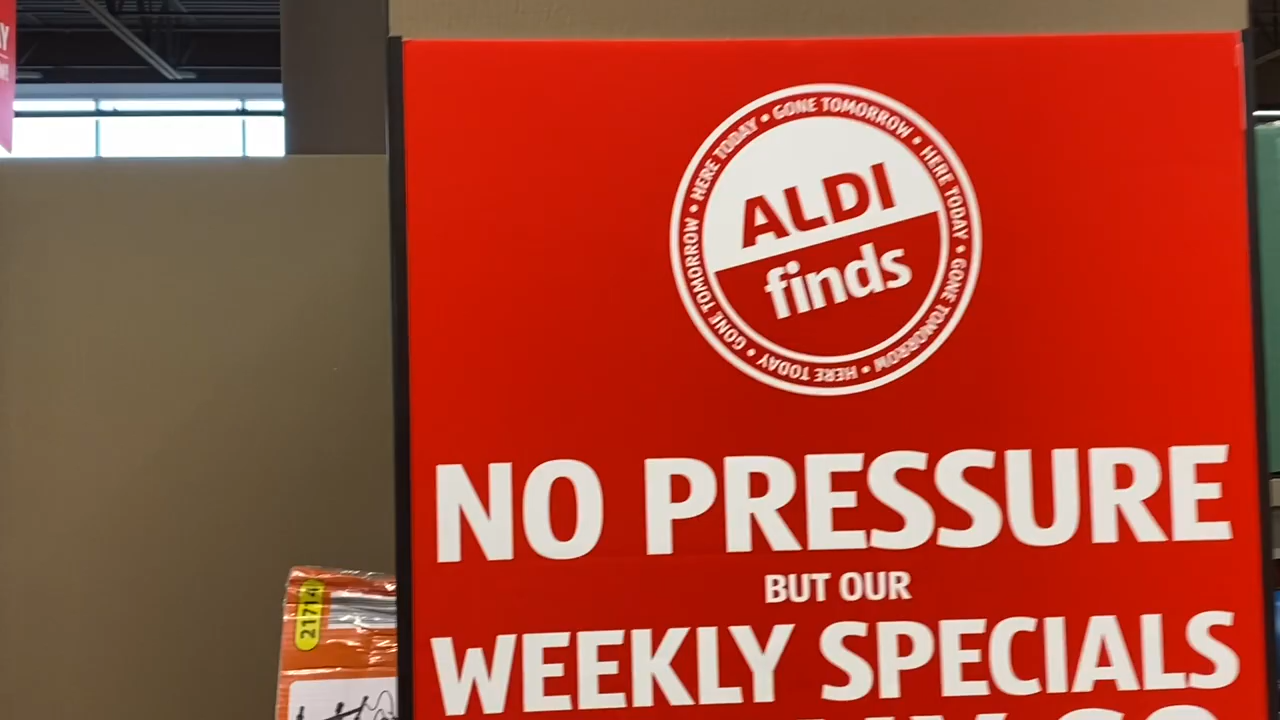 HERE TODAY • GONE TOMORROW • HERE TODAY • GONE TOMORROW • HERE TODAY • GONE TOMORROW •
ALDI
finds
NO PRESSURE
BUT OUR
WEEKLY SPECIALS
21714